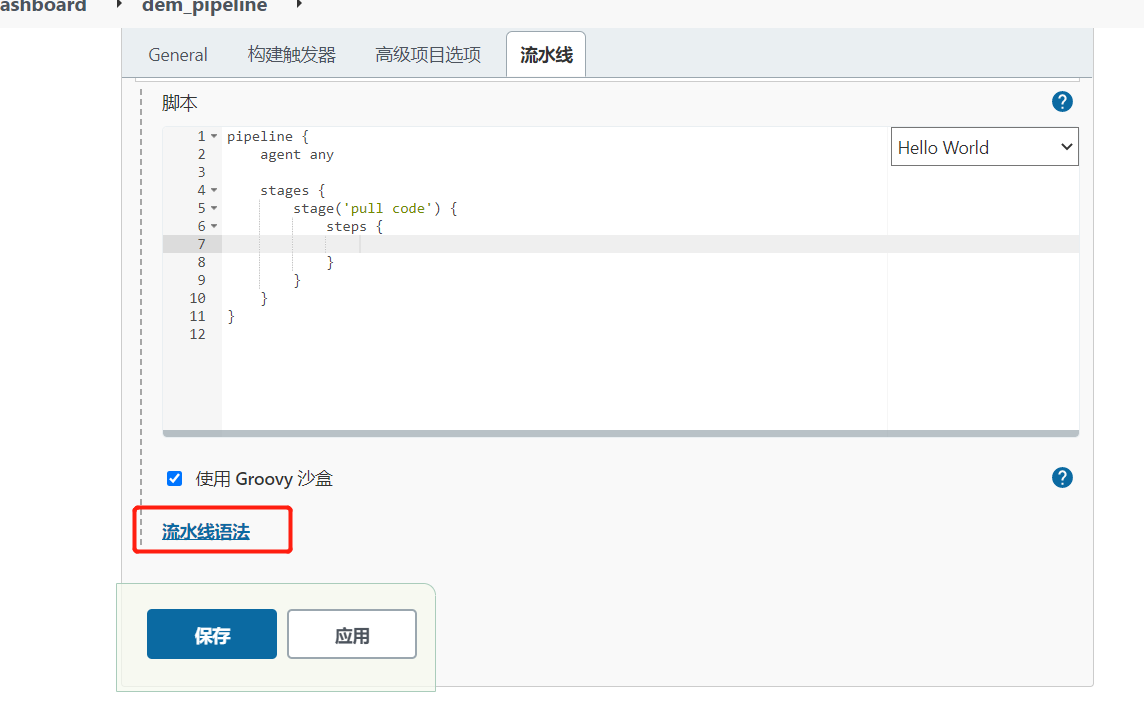 ashboard dem_pipeline
General 构建触发器 高级项目选项 流水线
脚本
Hello World
1 pipeline {
2 agent any
3
4 stages {
5 stage('pull code') {
6 steps {
7
8 }
9 }
10 }
11 }
12
使用 Groovy 沙盒
流水线语法
保存 应用